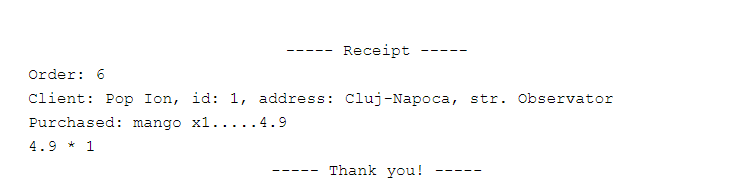 ----- Receipt -----
Order: 6
Client: Pop Ion, id: 1, address: Cluj-Napoca, str. Observator
Purchased: mango x1.....4.9
4.9 * 1
----- Thank you! -----